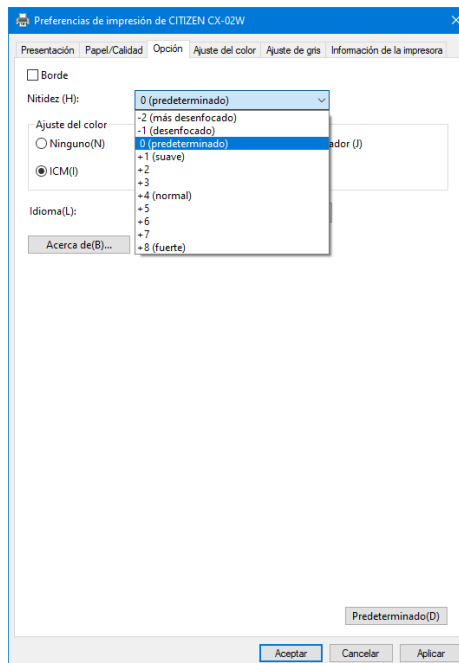 Preferencias de impresión de CITIZEN CX-02W
Presentación Papel/Calidad Opción Ajuste del color Ajuste de gris Información de la impresora
Borde
Nitidez (H): 0 (predeterminado)
-2 (más desenfocado)
-1 (desenfocado)
0 (predeterminado)
+1 (suave)
+2
+3
+4 (normal)
+5
+6
+7
+8 (fuerte)
Ajuste del color
Ninguno(N) ador (J)
ICM(I)
Idioma(L):
Acerca de(B)...
Predeterminado(D)
Aceptar Cancelar Aplicar